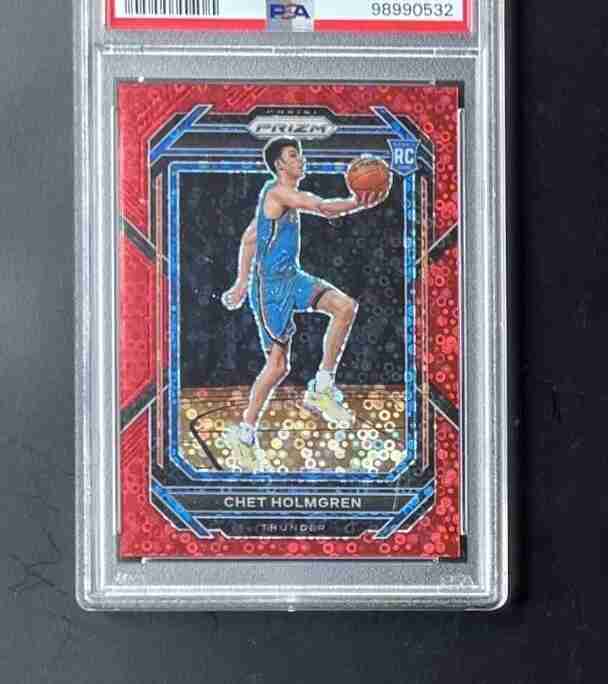 PSA
98990532
PANINI
PRIZM
RC
CHET HOLMGREN
THUNDER